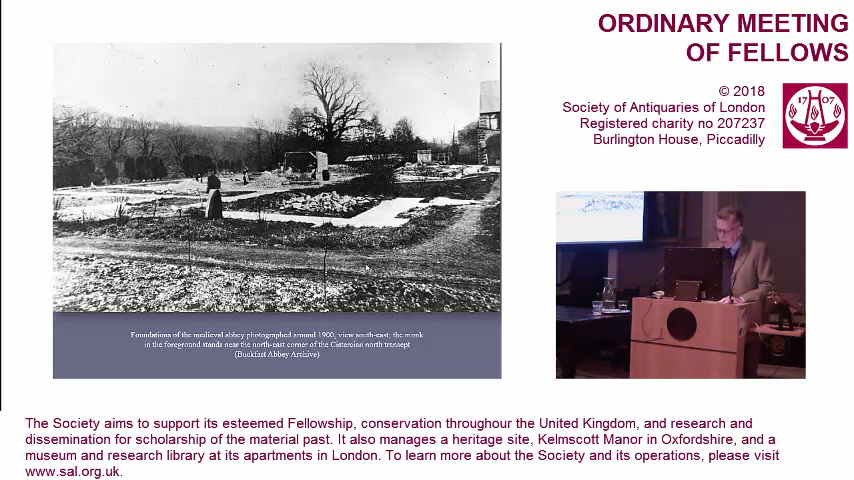 ORDINARY MEETING
OF FELLOWS
© 2018
Society of Antiquaries of London
Registered charity no 207237
Burlington House, Piccadilly
17 07
Foundations of the medieval abbey photographed around 1900, view south-east; the monk
in the foreground stands near the north-east corner of the Cistercian north transept
(Buckfast Abbey Archive)
The Society aims to support its esteemed Fellowship, conservation throughour the United Kingdom, and research and
dissemination for scholarship of the material past. It also manages a heritage site, Kelmscott Manor in Oxfordshire, and a
museum and research library at its apartments in London. To learn more about the Society and its operations, please visit
www.sal.org.uk.